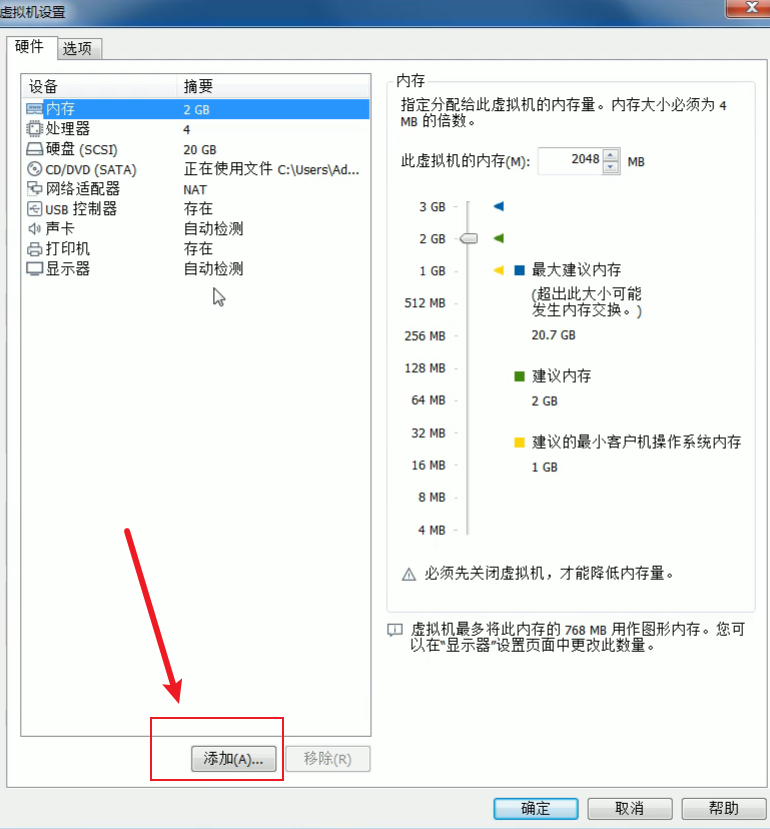 虚拟机设置
硬件 选项
设备 摘要
内存 2 GB
处理器 4
硬盘 (SCSI) 20 GB
CD/DVD (SATA) 正在使用文件 C:\Users\Ad...
网络适配器 NAT
USB 控制器 存在
声卡 自动检测
打印机 存在
显示器 自动检测
添加(A)... 移除(R)
内存
指定分配给此虚拟机的内存量。内存大小必须为 4
MB 的倍数。
此虚拟机的内存(M): 2048 MB
3 GB
2 GB
1 GB
512 MB
256 MB
128 MB
64 MB
32 MB
16 MB
8 MB
4 MB
最大建议内存
(超出此大小可能
发生内存交换。)
20.7 GB
建议内存
2 GB
建议的最小客户机操作系统内存
1 GB
必须先关闭虚拟机，才能降低内存量。
虚拟机最多将此内存的 768 MB 用作图形内存。您可
以在“显示器”设置页面中更改此数量。
确定 取消 帮助